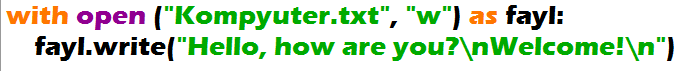 with open ("Kompyuter.txt", "w") as fayl:
fayl.write("Hello, how are you?\nWelcome!\n")